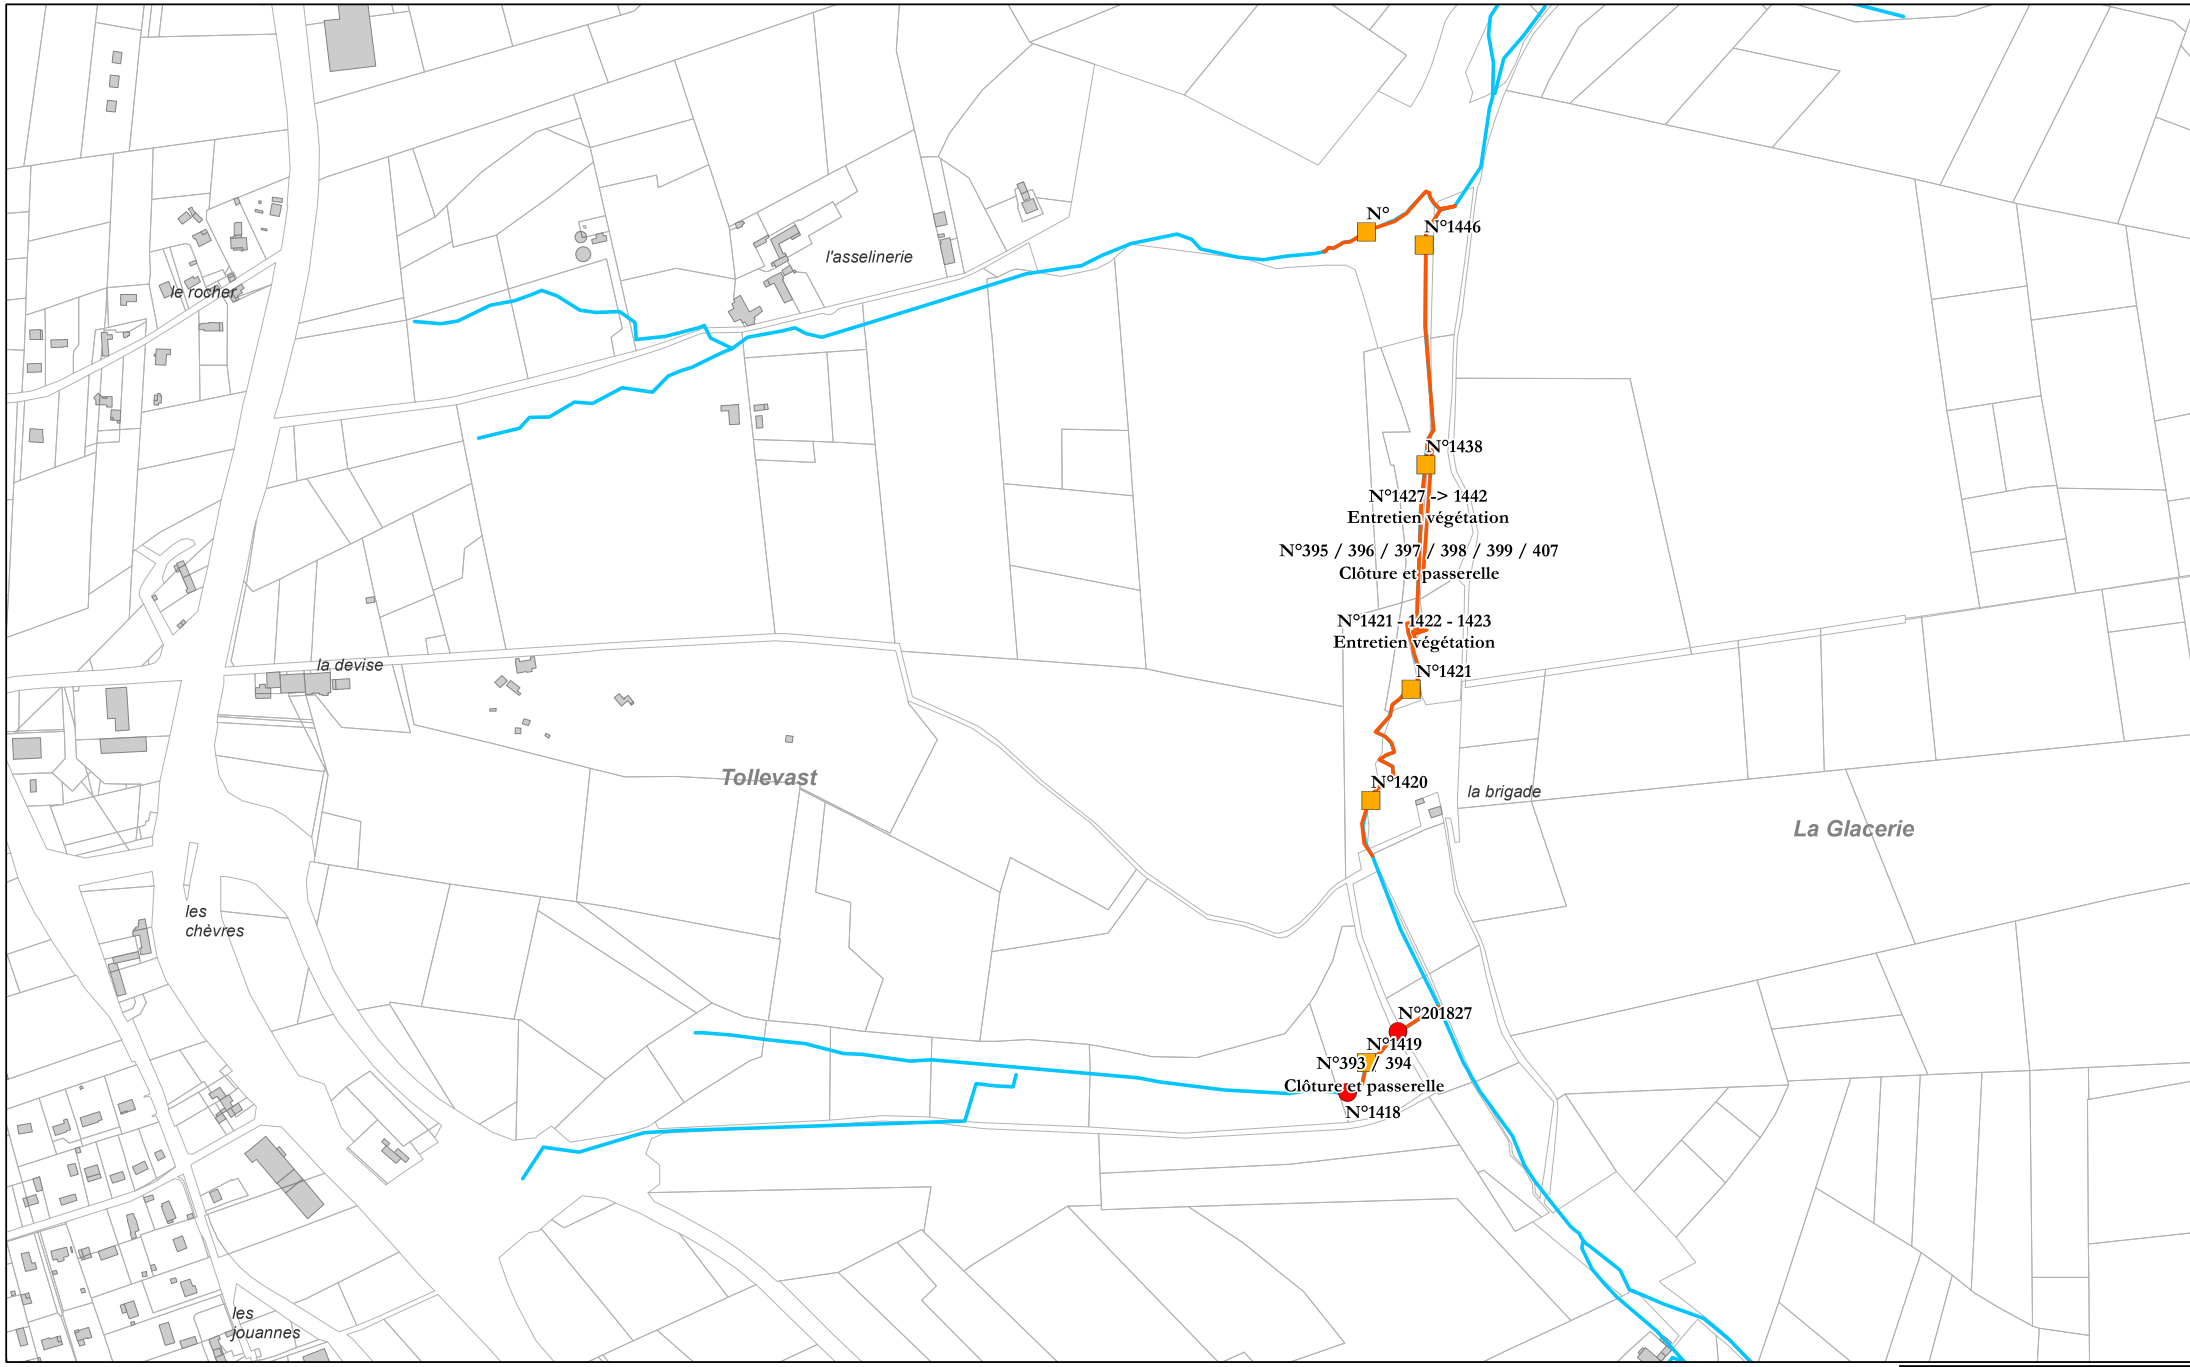 N°
N°1446
l'asselinerie
le rocher
N°1438
N°1427 -> 1442
Entretien végétation
N°395 / 396 / 397 / 398 / 399 / 407
Clôture et passerelle
N°1421 - 1422 - 1423
Entretien végétation
la devise
N°1421
Tollevast
N°1420
la brigade
La Glacerie
les
chèvres
N°201827
N°1419
N°393 / 394
Clôture et passerelle
N°1418
les
jouannes